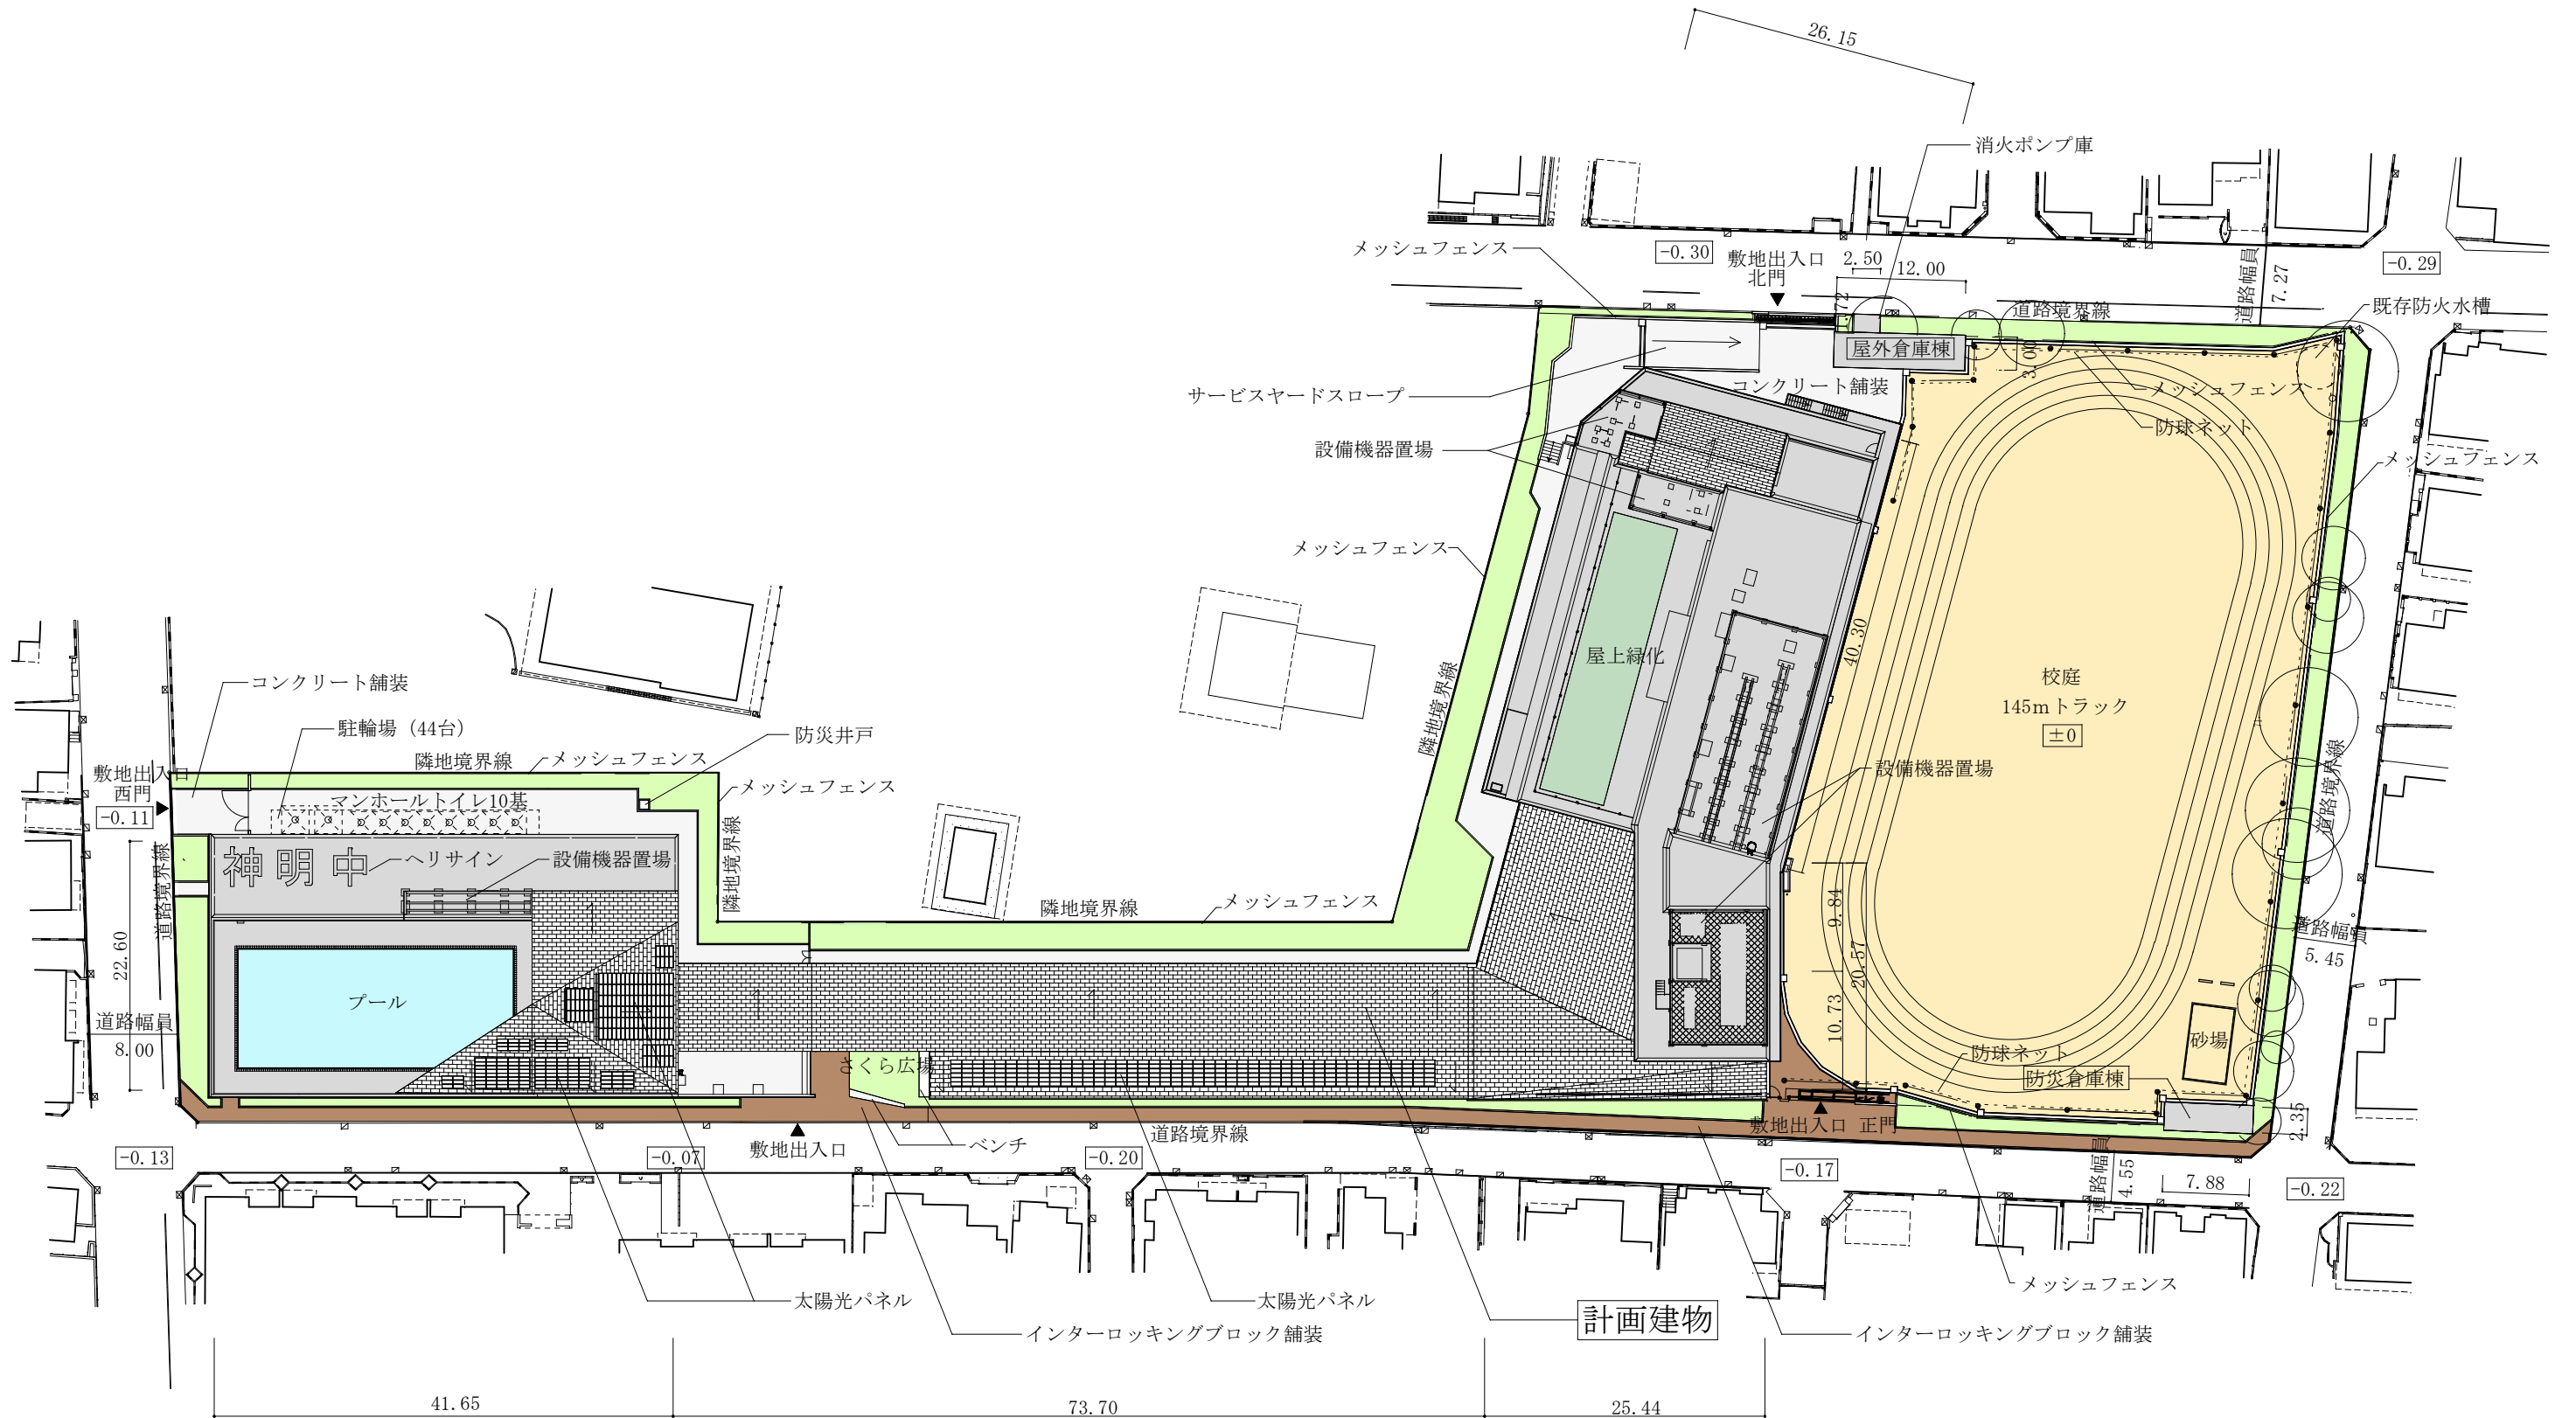 26.15
消火ポンプ庫
メッシュフェンス
-0.30
敷地出入口
北門
2.50
12.00
道路幅員
7.27
-0.29
道路境界線
既存防火水槽
屋外倉庫棟
3.00
サービスヤードスロープ
コンクリート舗装
メッシュフェンス
防球ネット
設備機器置場
メッシュフェンス
メッシュフェンス
屋上緑化
40.30
校庭
145mトラック
±0
隣地境界線
コンクリート舗装
駐輪場（44台）
防災井戸
隣地境界線
メッシュフェンス
メッシュフェンス
敷地出入口
西門
-0.11
マンホールトイレ10基
設備機器置場
道路境界線
神明中
ヘリサイン
設備機器置場
道路境界線
隣地境界線
隣地境界線
メッシュフェンス
9.84
20.57
10.73
道路幅員
5.45
22.60
プール
道路幅員
8.00
さくら広場
砂場
防球ネット
防災倉庫棟
2.35
敷地出入口 正門
道路境界線
ベンチ
敷地出入口
-0.13
-0.07
-0.20
-0.17
道路幅員
4.55
7.88
-0.22
メッシュフェンス
太陽光パネル
太陽光パネル
計画建物
インターロッキングブロック舗装
インターロッキングブロック舗装
41.65
73.70
25.44